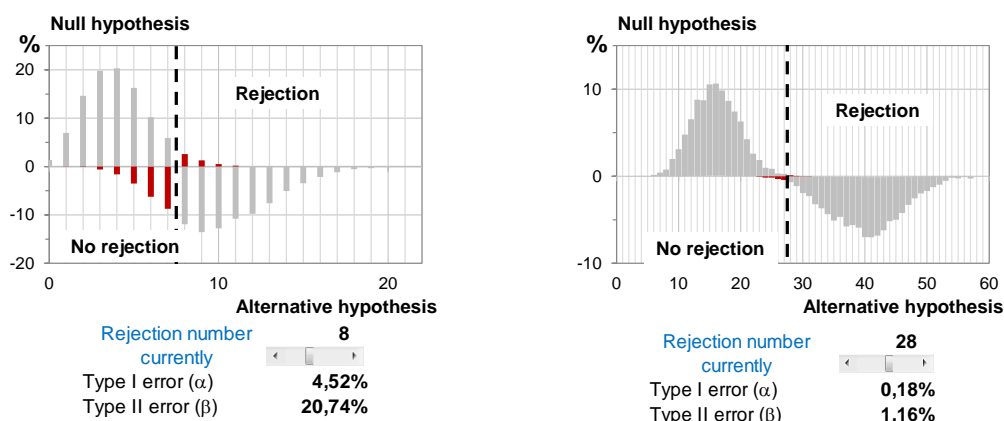 Null hypothesis
%
20
10
0
-10
-20
Rejection
No rejection
0
10
20
Alternative hypothesis
Rejection number
currently
8
Type I error (α)
4,52%
Type II error (β)
20,74%
Null hypothesis
%
10
0
-10
Rejection
No rejection
0
10
20
30
40
50
60
Alternative hypothesis
Rejection number
currently
28
Type I error (α)
0,18%
Type II error (β)
1,16%